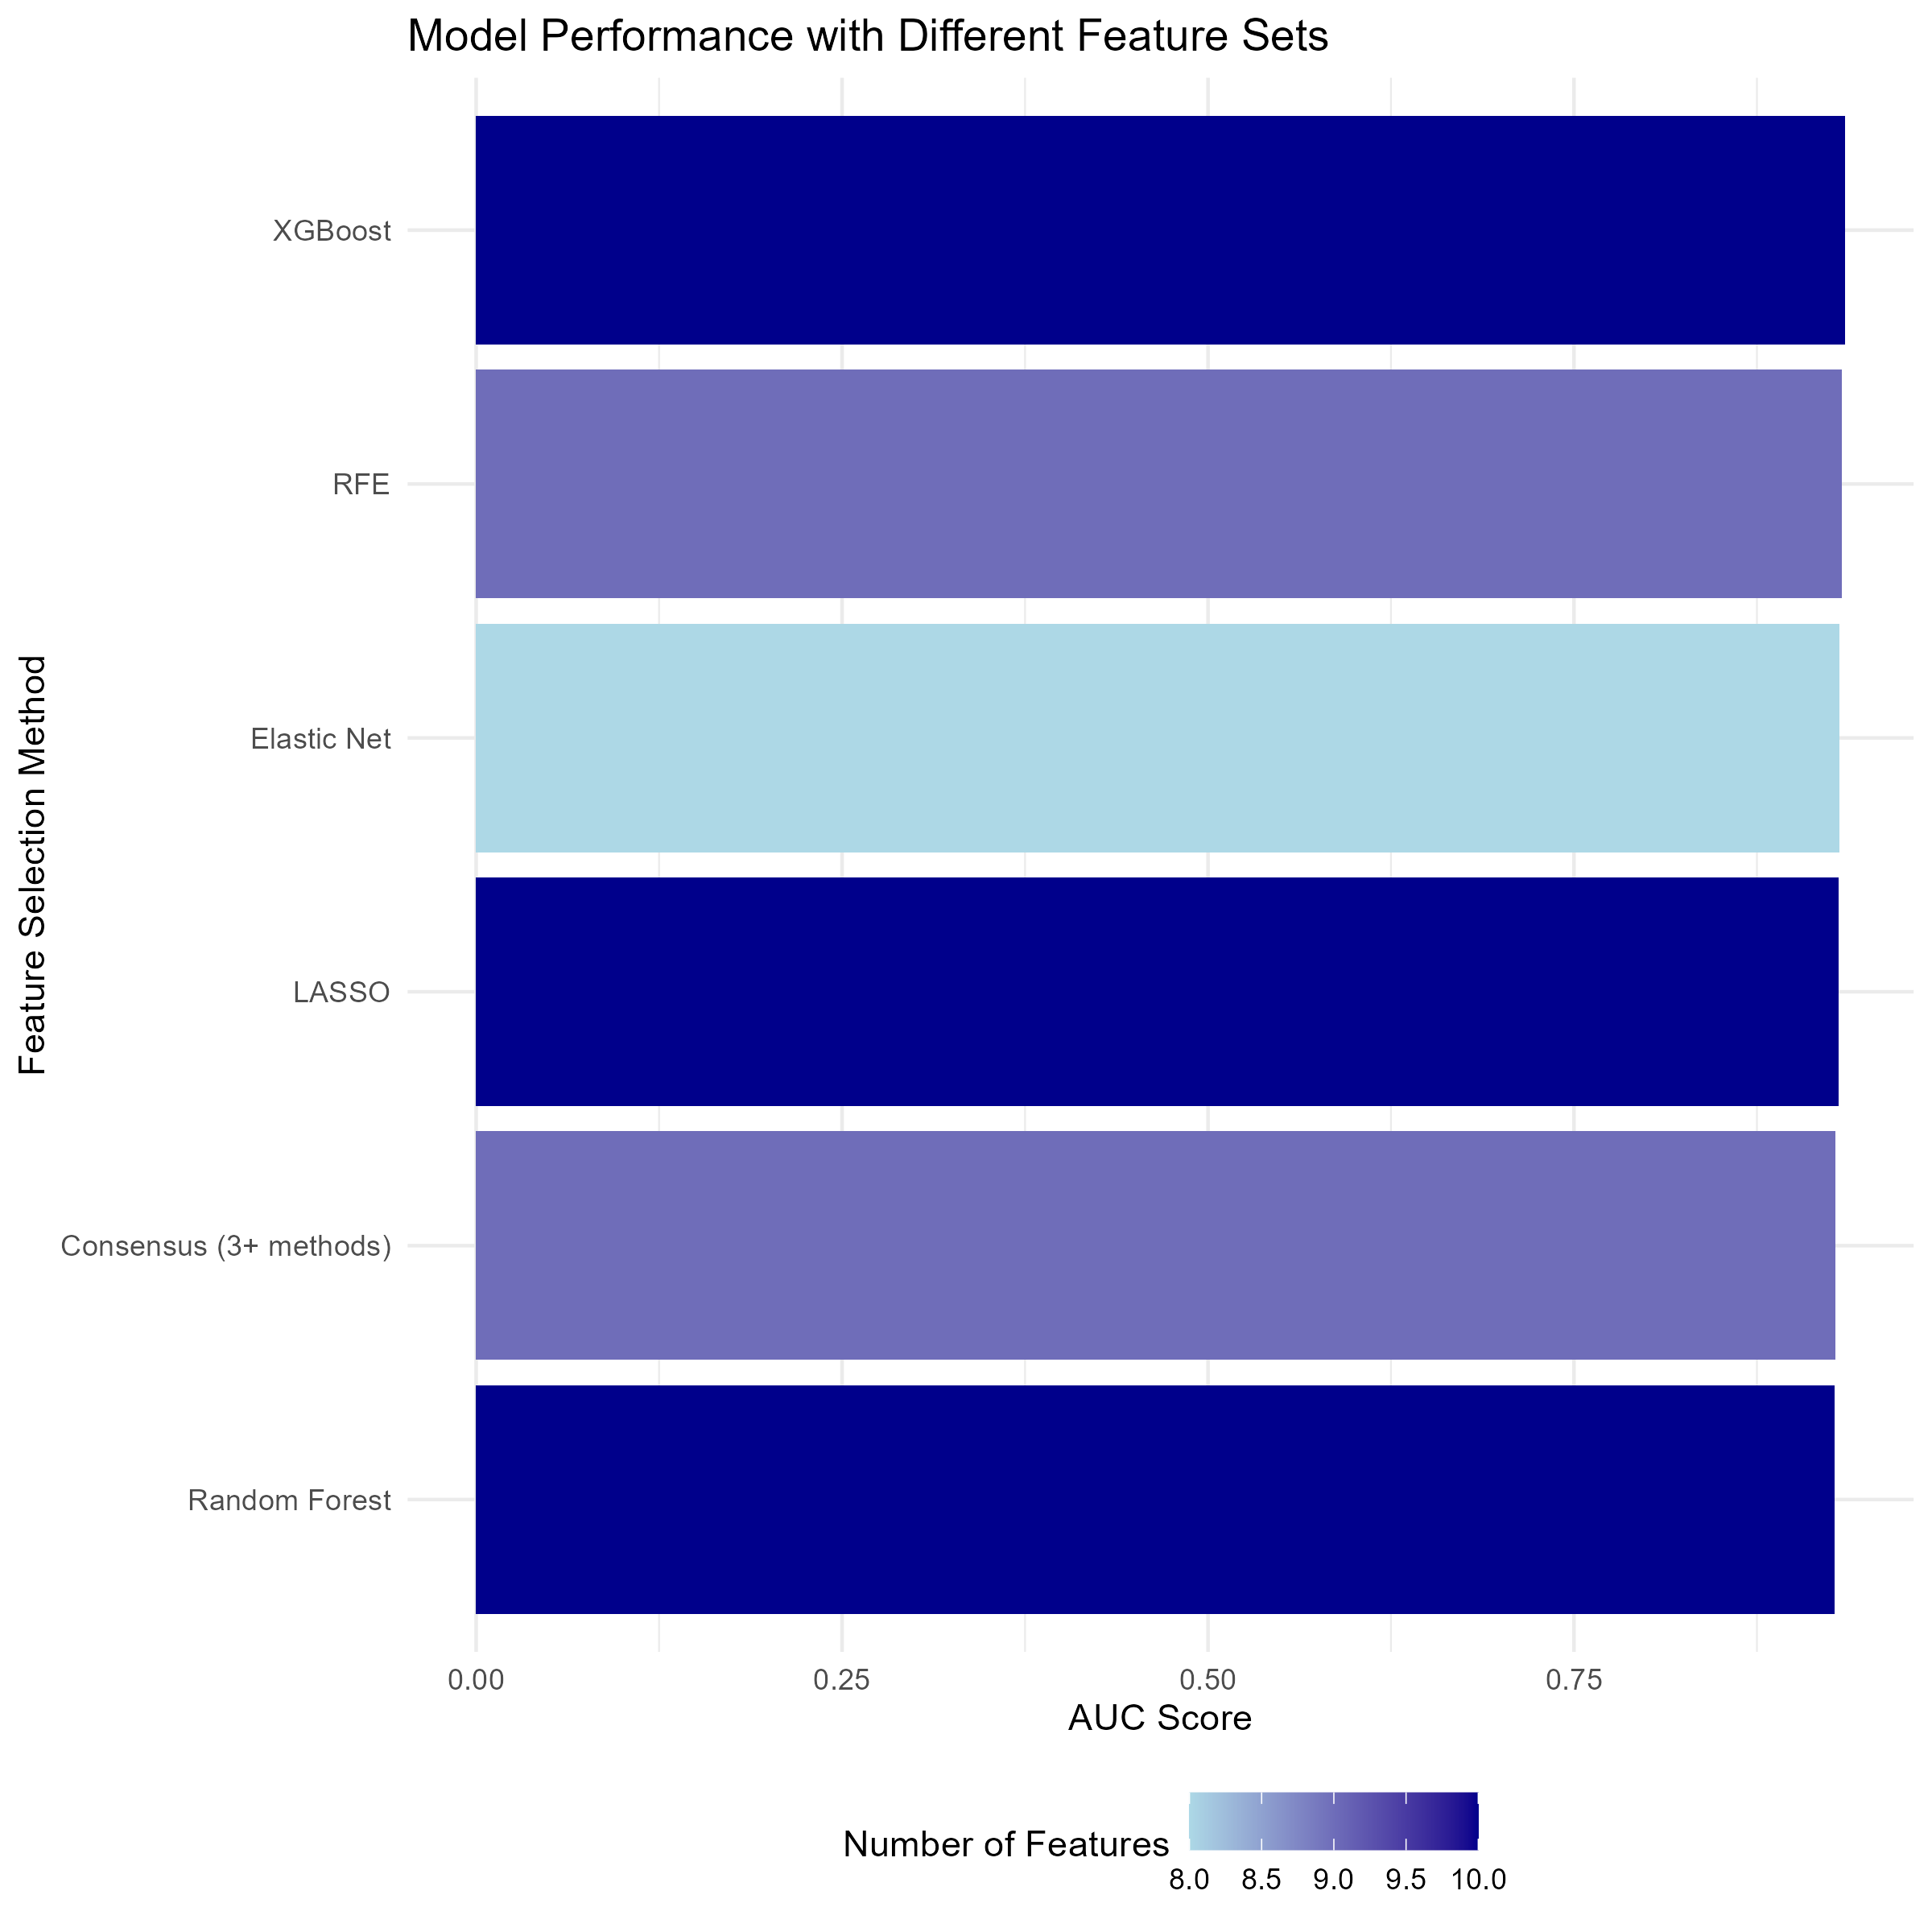 Model Performance with Different Feature Sets
Feature Selection Method
XGBoost
RFE
Elastic Net
LASSO
Consensus (3+ methods)
Random Forest
0.00 0.25 0.50 0.75
AUC Score
Number of Features
8.0 8.5 9.0 9.5 10.0